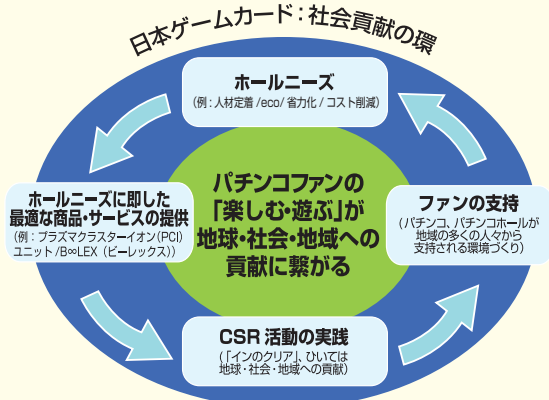 日本ゲームカード：社会貢献の環
ホールニーズ
（例：人材定着/eco/省力化/コスト削減）
ホールニーズに即した
最適な商品・サービスの提供
（例：プラズマクラスターイオン（PCI）
ユニット/B∞LEX（ビーレックス））
パチンコファンの
「楽しむ・遊ぶ」が
地球・社会・地域への
貢献に繋がる
ファンの支持
（パチンコ、パチンコホールが
地域の多くの人々から
支持される環境づくり）
CSR 活動の実践
（「インのクリア」、ひいては
地球・社会・地域への貢献）